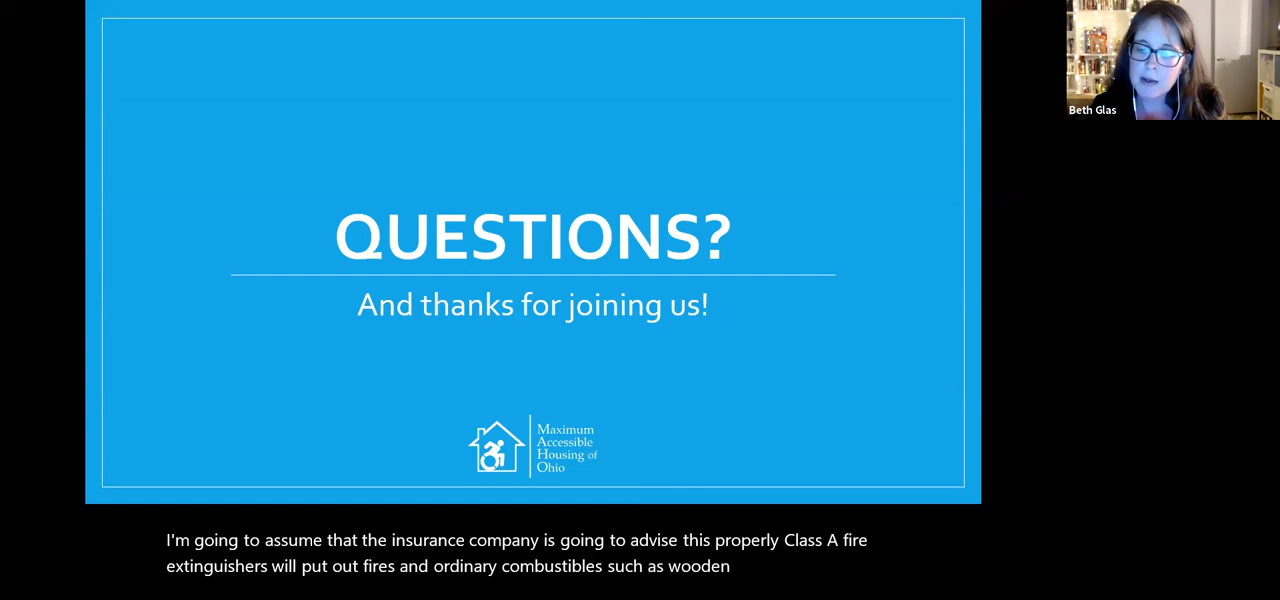 Beth Glas
QUESTIONS?
And thanks for joining us!
Maximum
Accessible
Housing of
Ohio
I'm going to assume that the insurance company is going to advise this properly Class A fire
extinguishers will put out fires and ordinary combustibles such as wooden